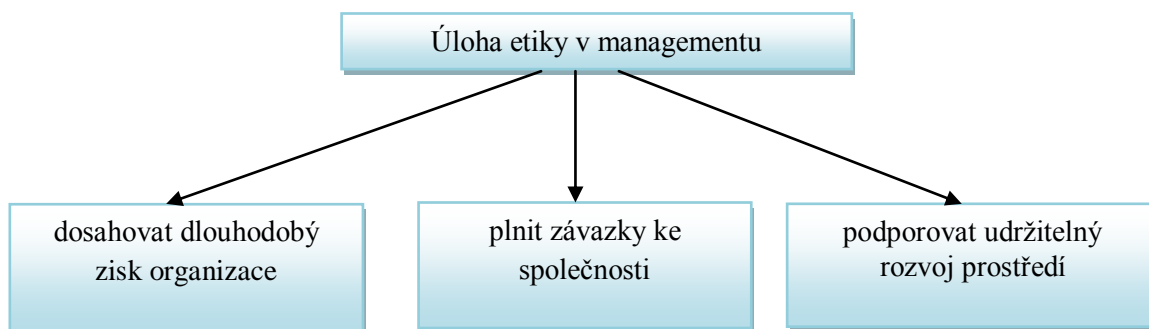 Úloha etiky v managementu
dosahovat dlouhodobý
zisk organizace
plnit závazky ke
společnosti
podporovat udržitelný
rozvoj prostředí